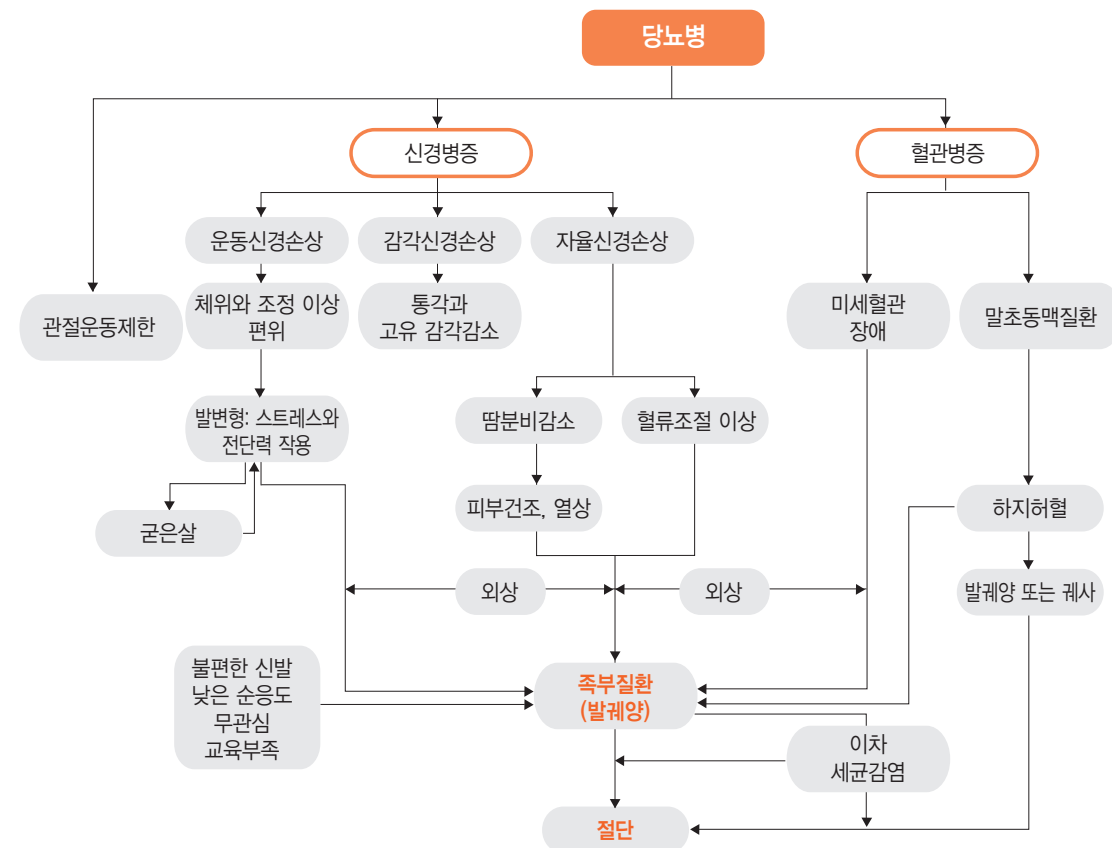 당뇨병
신경병증
혈관병증
운동신경손상
감각신경손상
자율신경손상
관절운동제한
체위와 조정 이상
편위
통각과
고유 감각감소
미세혈관
장애
말초동맥질환
발변형: 스트레스와
전단력 작용
땀분비감소
혈류조절 이상
굳은살
피부건조, 열상
하지허혈
외상
외상
발궤양 또는 궤사
불편한 신발
낮은 순응도
무관심
교육부족
족부질환
(발궤양)
이차
세균감염
절단